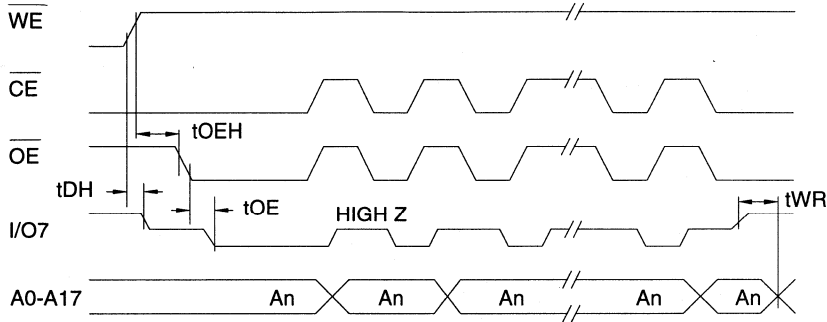 WE
CE
tOEH
OE
tDH
tOE
tWR
HIGH Z
I/O7
A0-A17
An An An An An